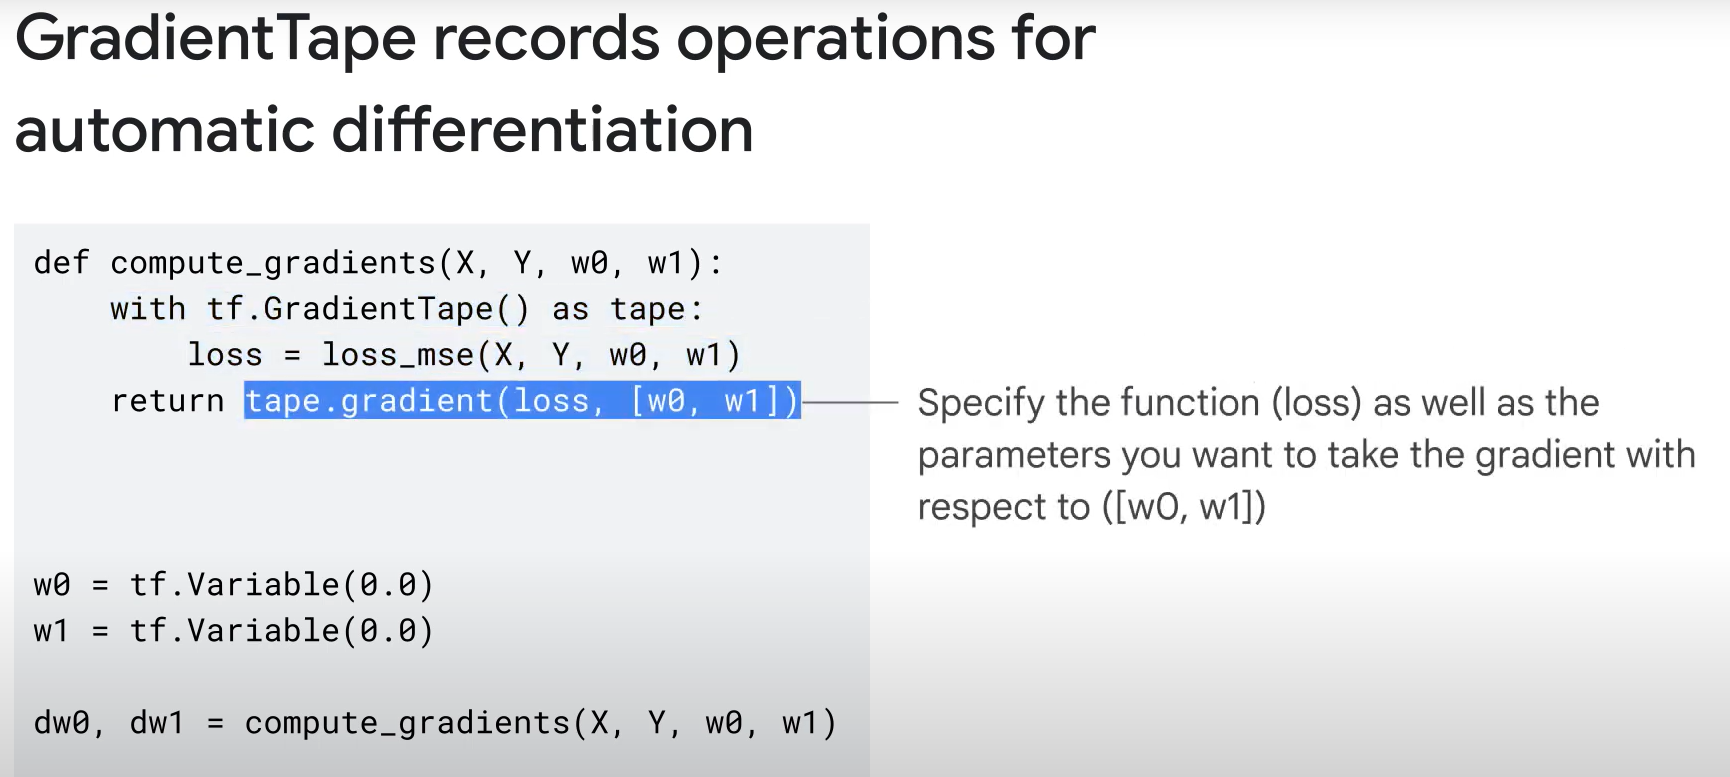 GradientTape records operations for
automatic differentiation
def compute_gradients(X, Y, w0, w1):
    with tf.GradientTape() as tape:
        loss = loss_mse(X, Y, w0, w1)
    return tape.gradient(loss, [w0, w1])
Specify the function (loss) as well as the
parameters you want to take the gradient with
respect to ([w0, w1])
w0 = tf.Variable(0.0)
w1 = tf.Variable(0.0)
dw0, dw1 = compute_gradients(X, Y, w0, w1)